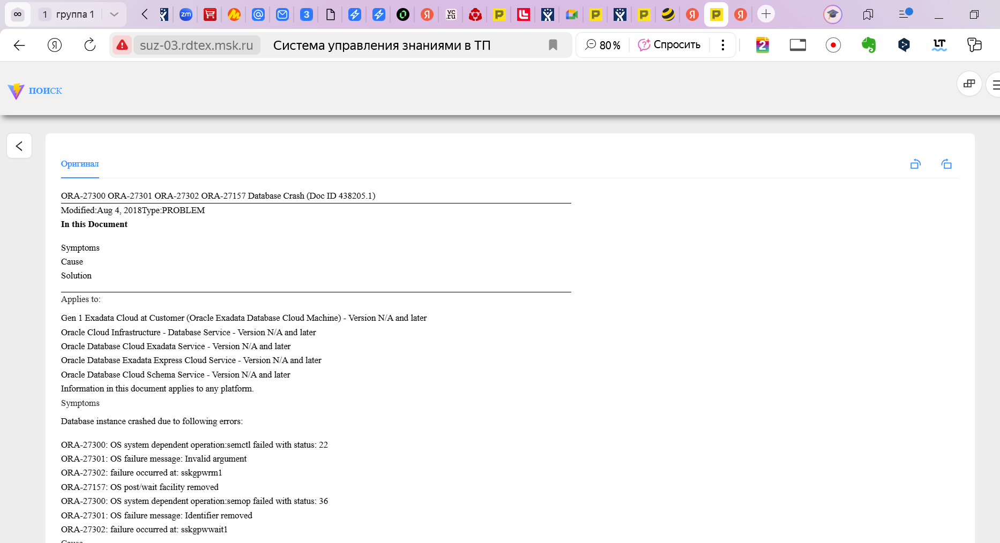 ∞ 1 группа 1 zm @ 3 Я vc.ru P P P Я P Я
Я suz-03.rdtex.msk.ru Система управления знаниями в ТП 80 % Спросить 2 LT
ПОИСК
Оригинал
ORA-27300 ORA-27301 ORA-27302 ORA-27157 Database Crash (Doc ID 438205.1)
Modified:Aug 4, 2018Type:PROBLEM
In this Document
Symptoms
Cause
Solution
Applies to:
Gen 1 Exadata Cloud at Customer (Oracle Exadata Database Cloud Machine) - Version N/A and later
Oracle Cloud Infrastructure - Database Service - Version N/A and later
Oracle Database Cloud Exadata Service - Version N/A and later
Oracle Database Exadata Express Cloud Service - Version N/A and later
Oracle Database Cloud Schema Service - Version N/A and later
Information in this document applies to any platform.
Symptoms
Database instance crashed due to following errors:
ORA-27300: OS system dependent operation:semctl failed with status: 22
ORA-27301: OS failure message: Invalid argument
ORA-27302: failure occurred at: sskgpwrm1
ORA-27157: OS post/wait facility removed
ORA-27300: OS system dependent operation:semop failed with status: 36
ORA-27301: OS failure message: Identifier removed
ORA-27302: failure occurred at: sskgpwwait1
Cause